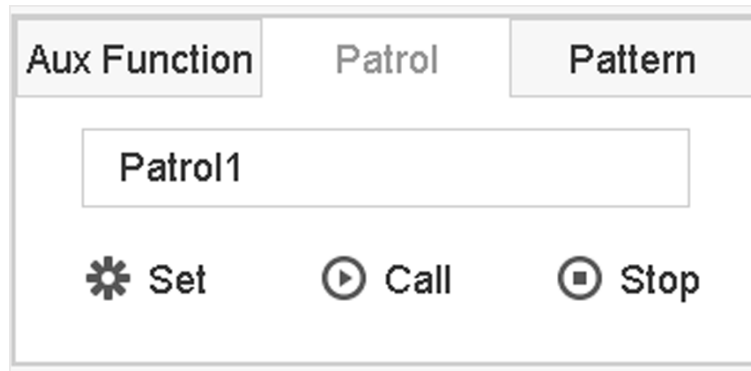 Aux Function Patrol Pattern
Patrol1
Set Call Stop